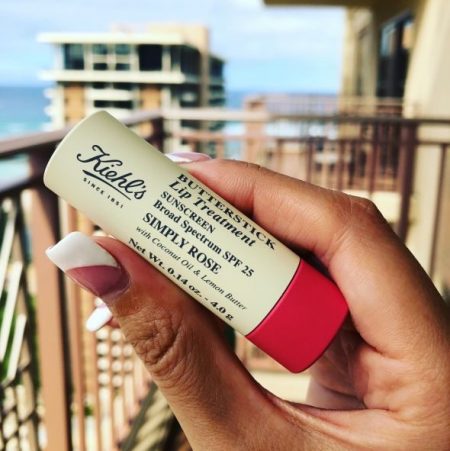 Kiehl's
SINCE 1851
BUTTERSTICK
Lip Treatment
SUNSCREEN
Broad Spectrum SPF 25
SIMPLY ROSE
with Coconut Oil & Lemon Butter
Net Wt. 0.14 oz. - 4.0 g